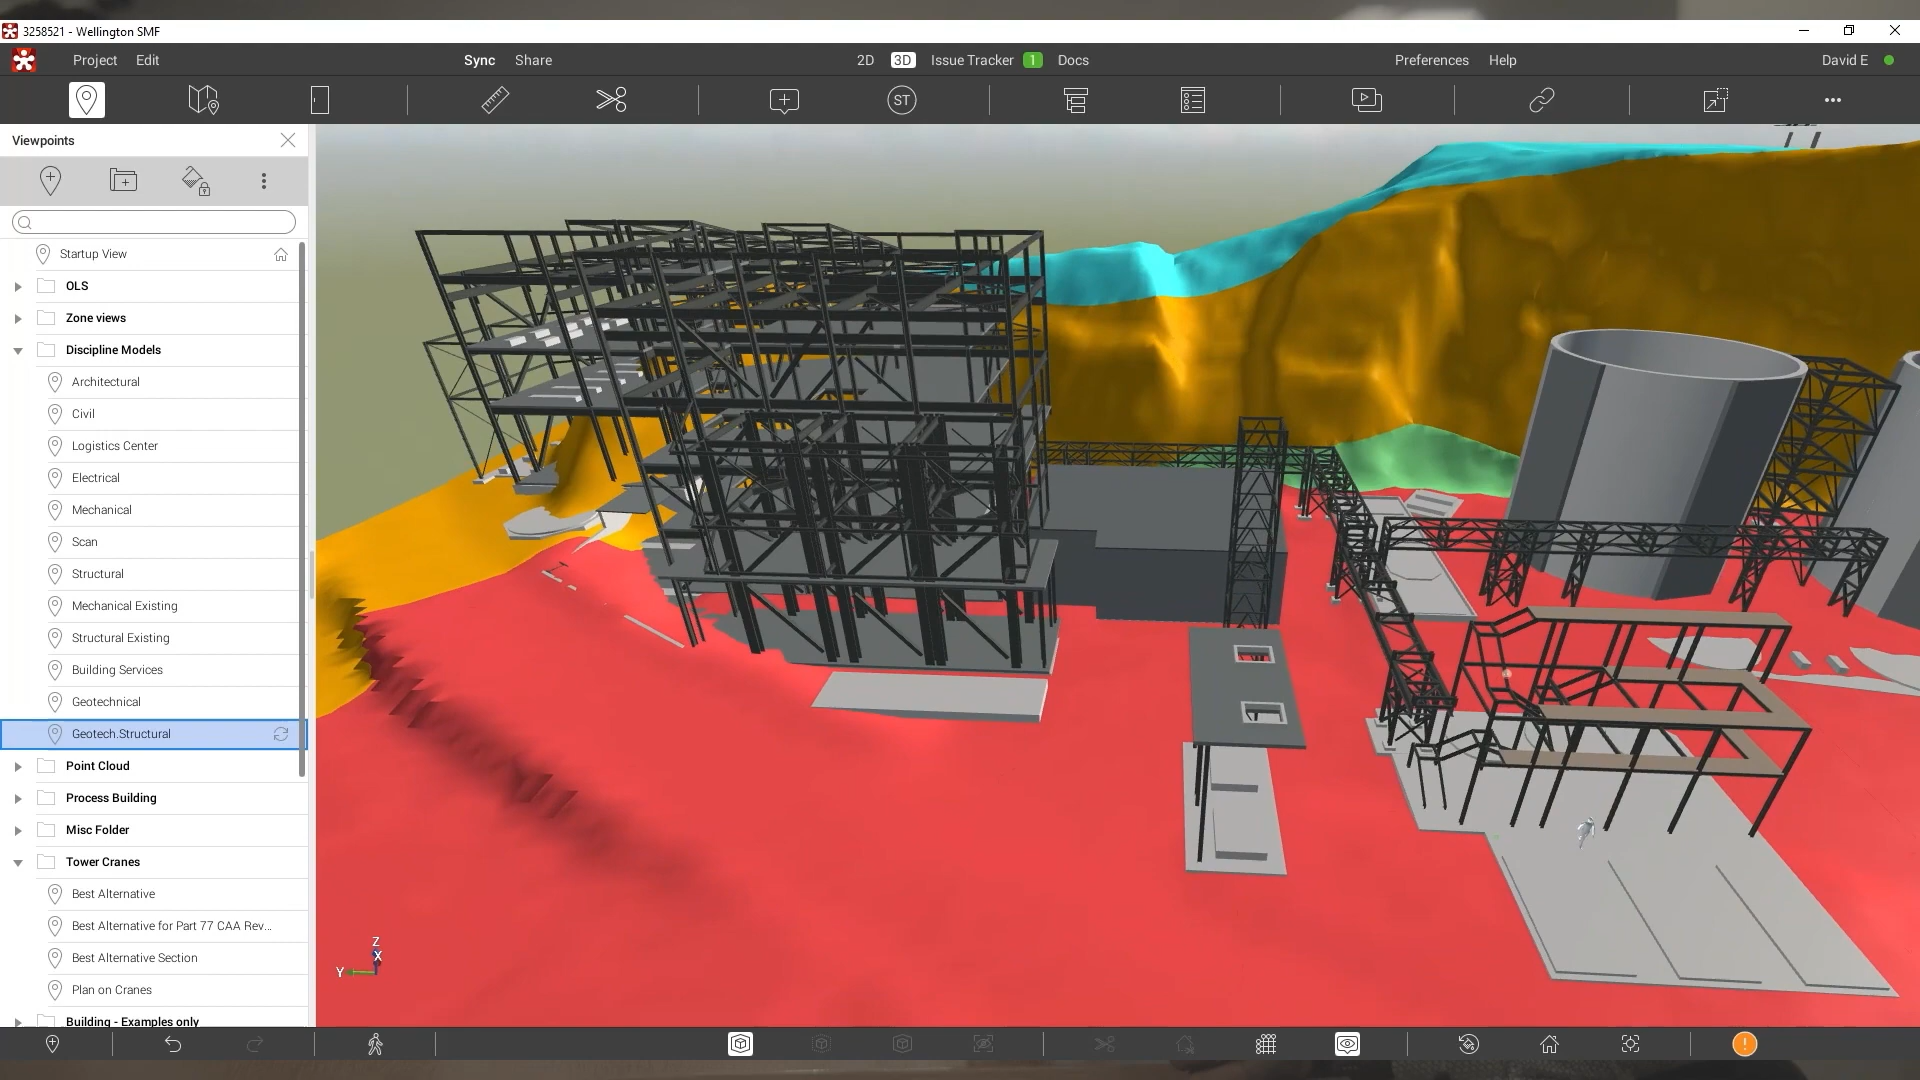 3258521 - Wellington SMF
Project Edit Sync Share 2D 3D Issue Tracker 1 Docs Preferences Help David E
ST
Viewpoints
Startup View
OLS
Zone views
Discipline Models
Architectural
Civil
Logistics Center
Electrical
Mechanical
Scan
Structural
Mechanical Existing
Structural Existing
Building Services
Geotechnical
Geotech.Structural
Point Cloud
Process Building
Misc Folder
Tower Cranes
Best Alternative
Best Alternative for Part 77 CAA Rev...
Best Alternative Section
Plan on Cranes
Building - Examples only
Z
X
Y